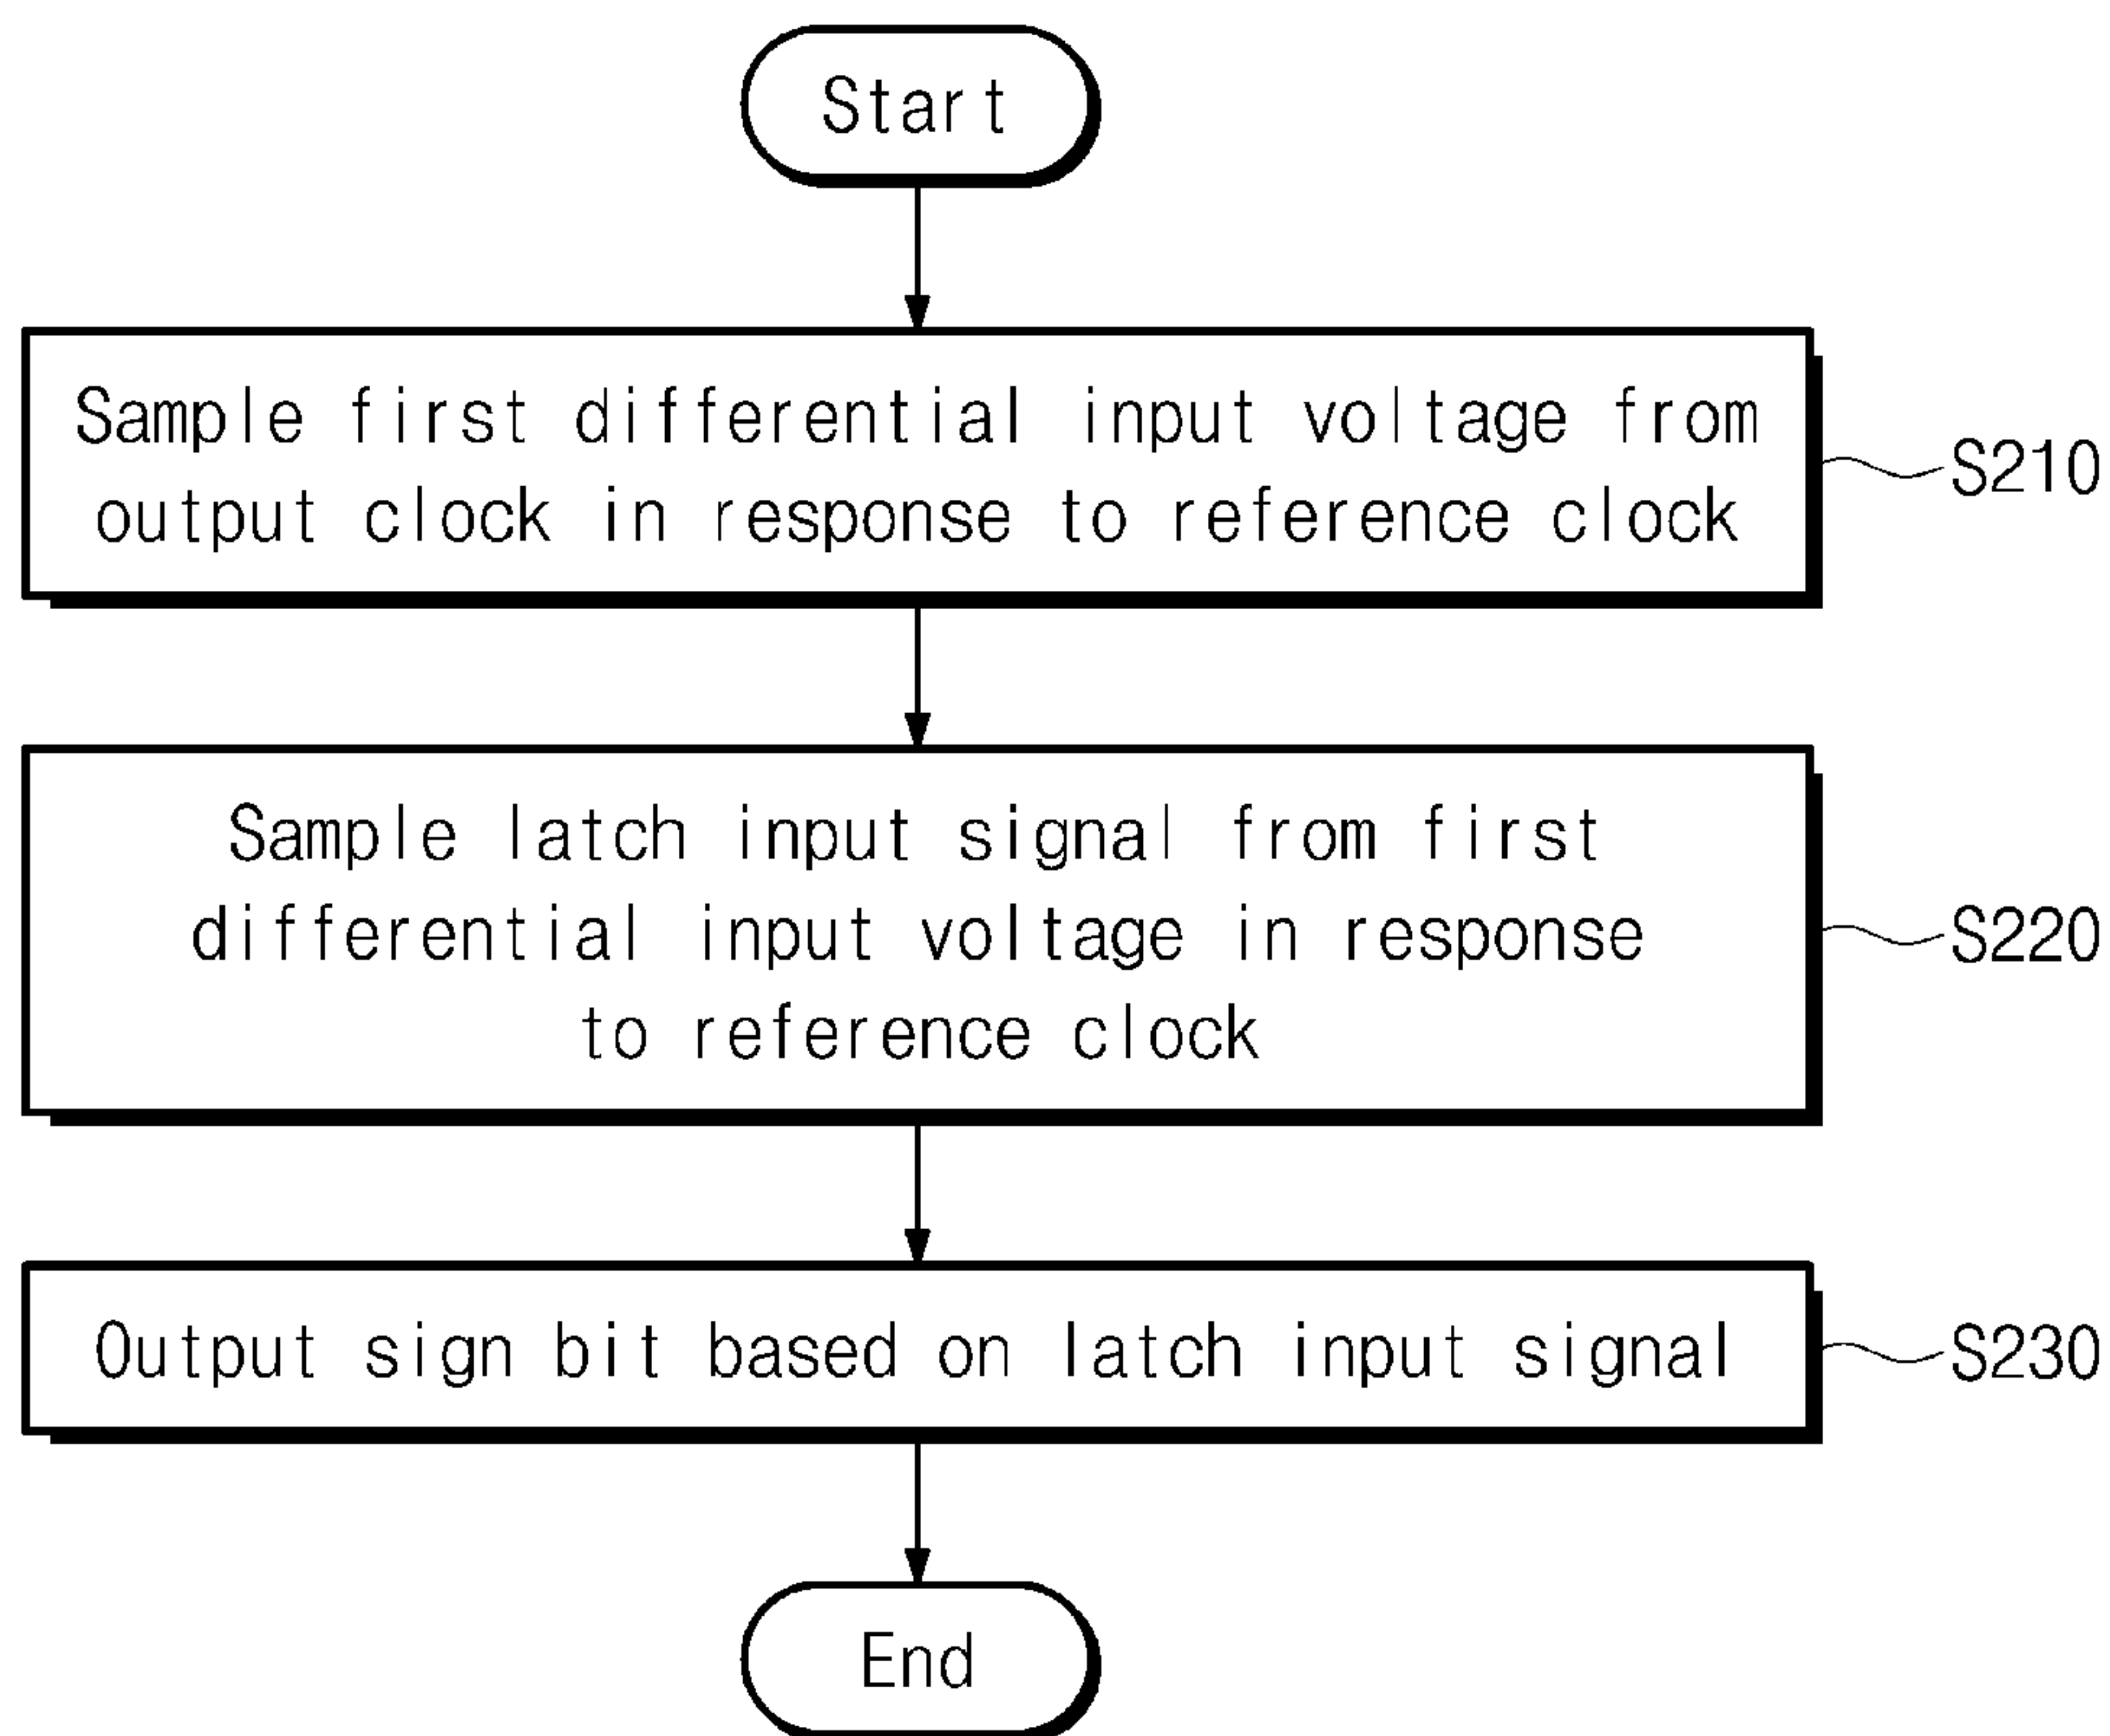 Start
Sample first differential input voltage from
output clock in response to reference clock
S210
Sample latch input signal from first
differential input voltage in response
to reference clock
S220
Output sign bit based on latch input signal
S230
End